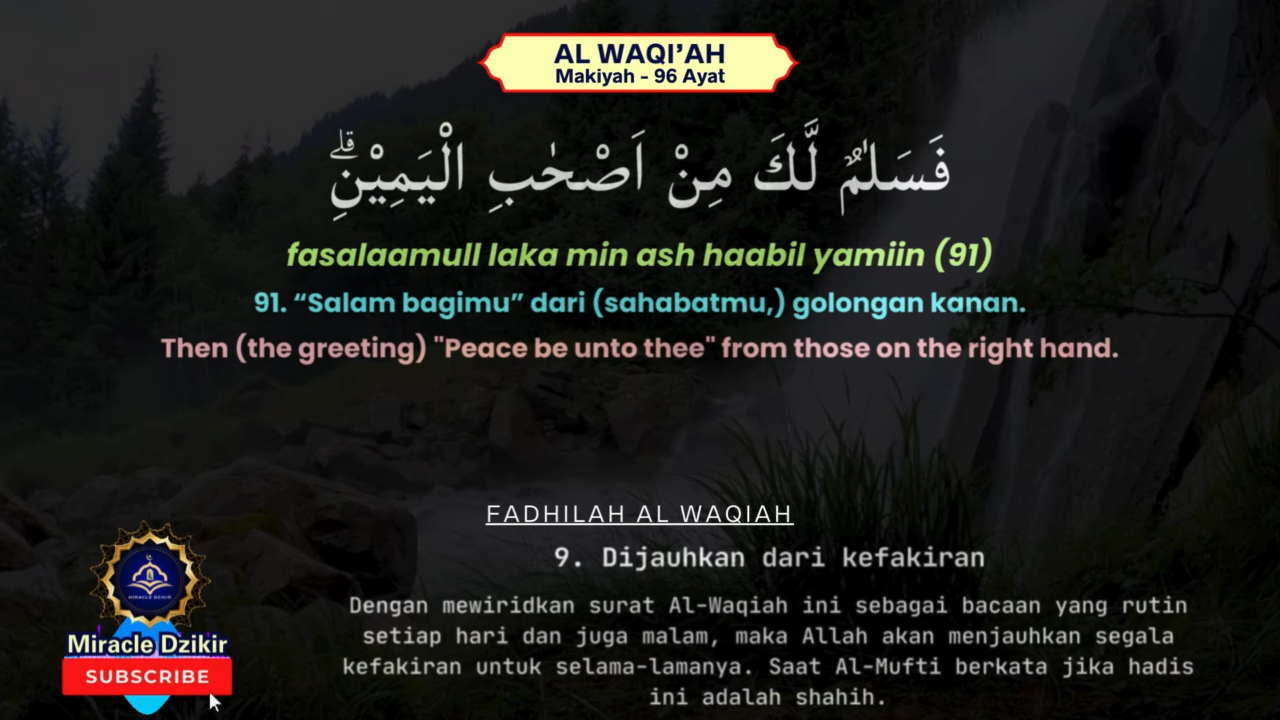 AL WAQI’AH
Makiyah - 96 Ayat
فَسَلٰمٌ لَّكَ مِنْ اَصْحٰبِ الْيَمِيْنِۗ
fasalaamull laka min ash haabil yamiin (91)
91. “Salam bagimu” dari (sahabatmu,) golongan kanan.
Then (the greeting) "Peace be unto thee" from those on the right hand.
FADHILAH AL WAQIAH
9. Dijauhkan dari kefakiran
Dengan mewiridkan surat Al-Waqiah ini sebagai bacaan yang rutin
setiap hari dan juga malam, maka Allah akan menjauhkan segala
kefakiran untuk selama-lamanya. Saat Al-Mufti berkata jika hadis
ini adalah shahih.
MIRACLE DZIKIR
Miracle Dzikir
SUBSCRIBE